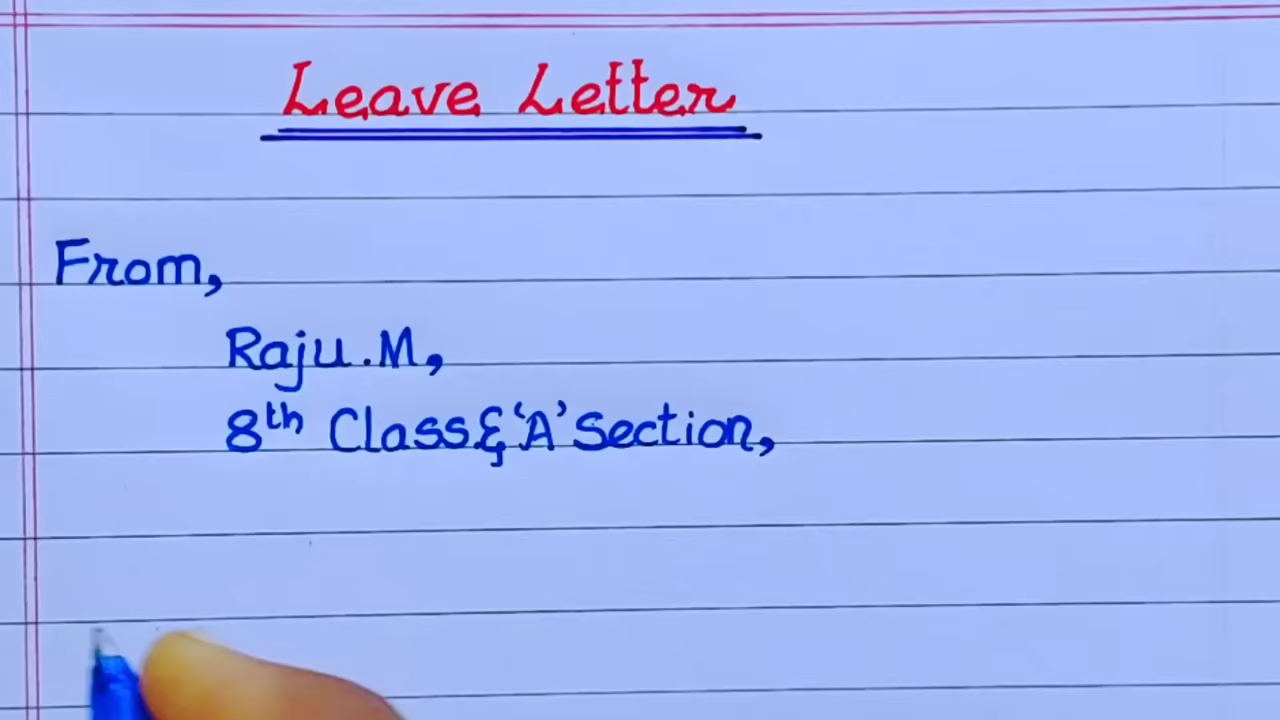 Leave Letter
From,
Raju.M,
8th Class & 'A' Section,